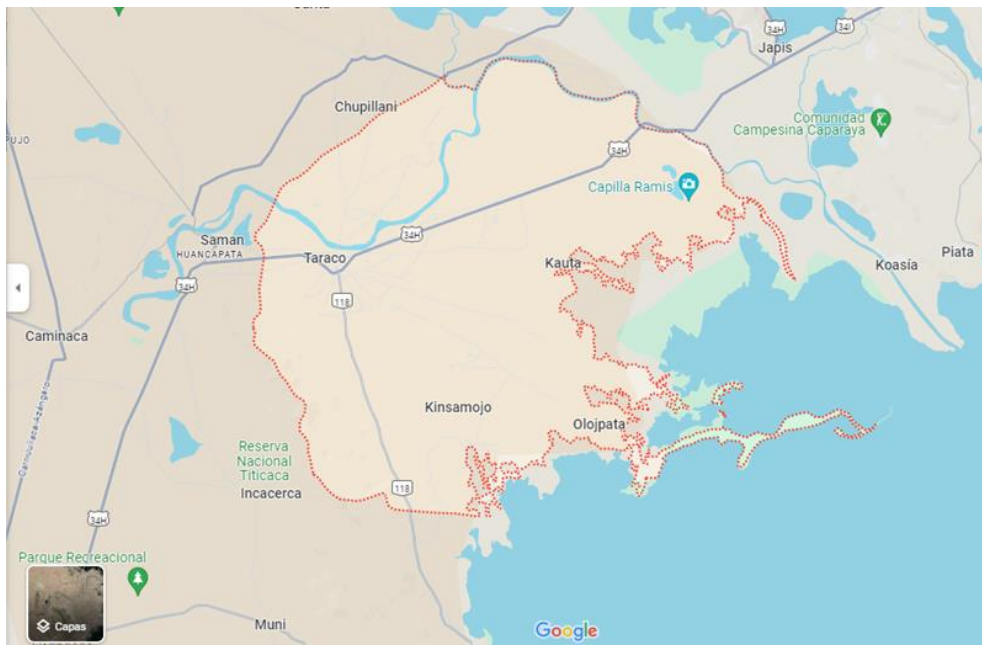 34H
34I
Japis
Chupillani
Comunidad
Campesina Caparaya
PUJO
34H
Capilla Ramis
Saman
HUANCAPATA
34H
Taraco
Kauta
Koasía
Piata
34H
118
Caminaca
Kinsamojo
Olojpata
Reserva
Nacional
Titicaca
Incacerca
118
34H
Parque Recreacional
Capas
Muni
Google